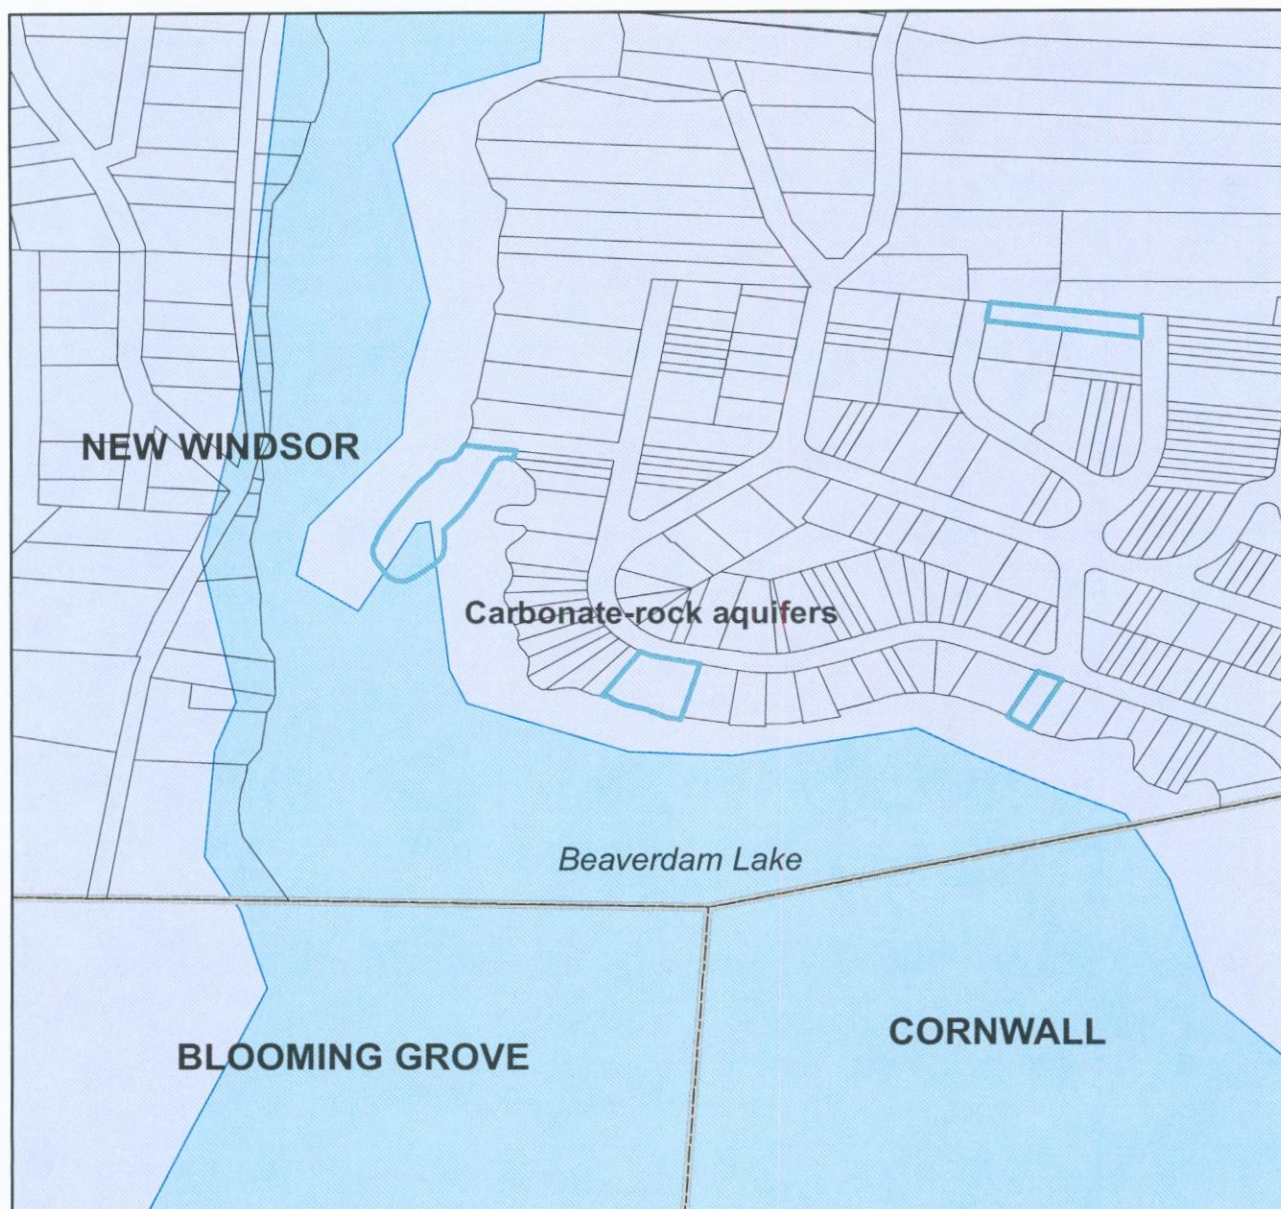 NEW WINDSOR
Carbonate-rock aquifers
Beaverdam Lake
CORNWALL
BLOOMING GROVE